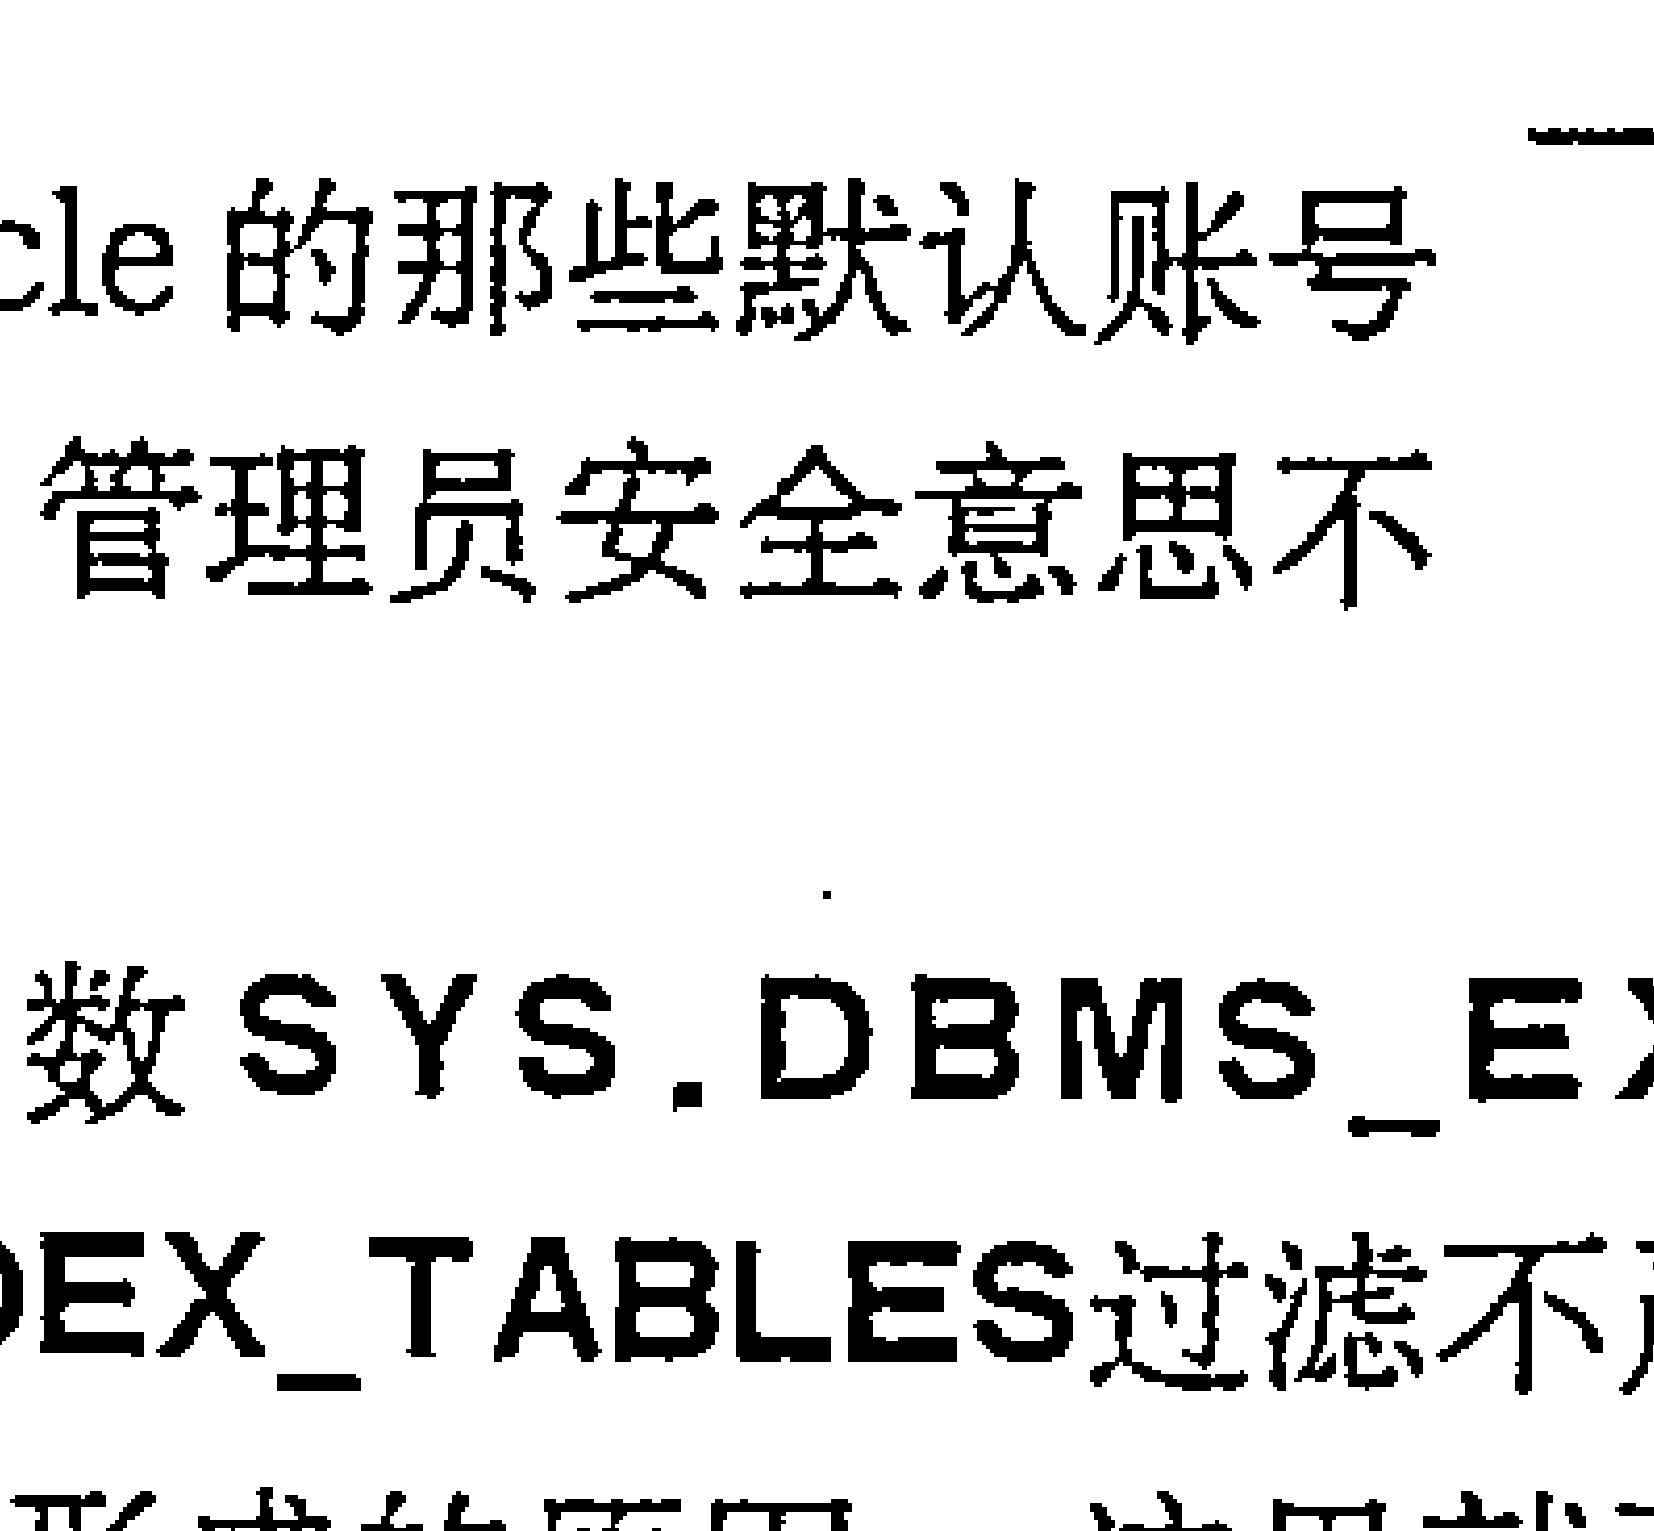 cle 的那些默认账号
管理员安全意思不
数 SYS.DBMS_EX
DEX_TABLES过滤不